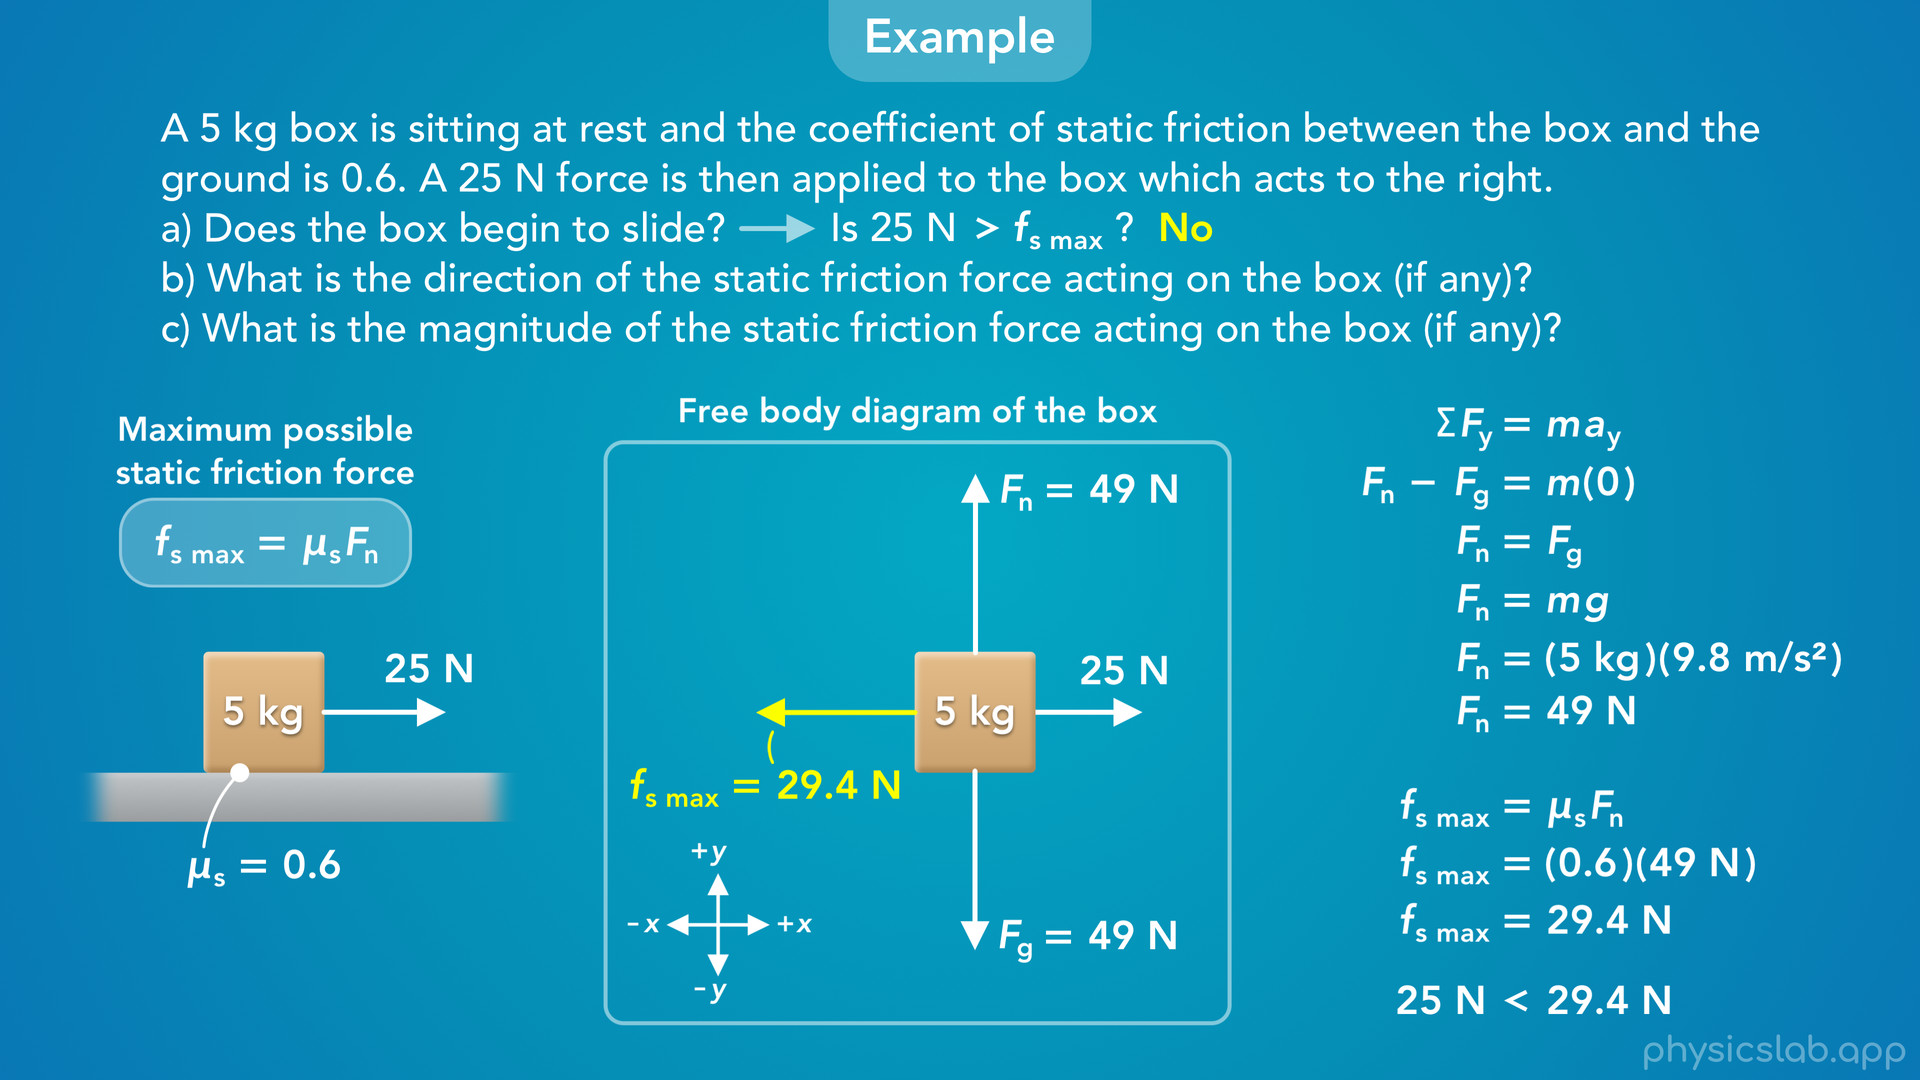 Example
A 5 kg box is sitting at rest and the coefficient of static friction between the box and the
ground is 0.6. A 25 N force is then applied to the box which acts to the right.
a) Does the box begin to slide? → Is 25 N > fs max ? No
b) What is the direction of the static friction force acting on the box (if any)?
c) What is the magnitude of the static friction force acting on the box (if any)?
Maximum possible
static friction force
fs max = μsFn
25 N
5 kg
μs = 0.6
Free body diagram of the box
Fn = 49 N
25 N
5 kg
fs max = 29.4 N
+y
-x
+x
-y
Fg = 49 N
ΣFy = may
Fn − Fg = m(0)
Fn = Fg
Fn = mg
Fn = (5 kg)(9.8 m/s²)
Fn = 49 N
fs max = μsFn
fs max = (0.6)(49 N)
fs max = 29.4 N
25 N < 29.4 N
physicslab.app